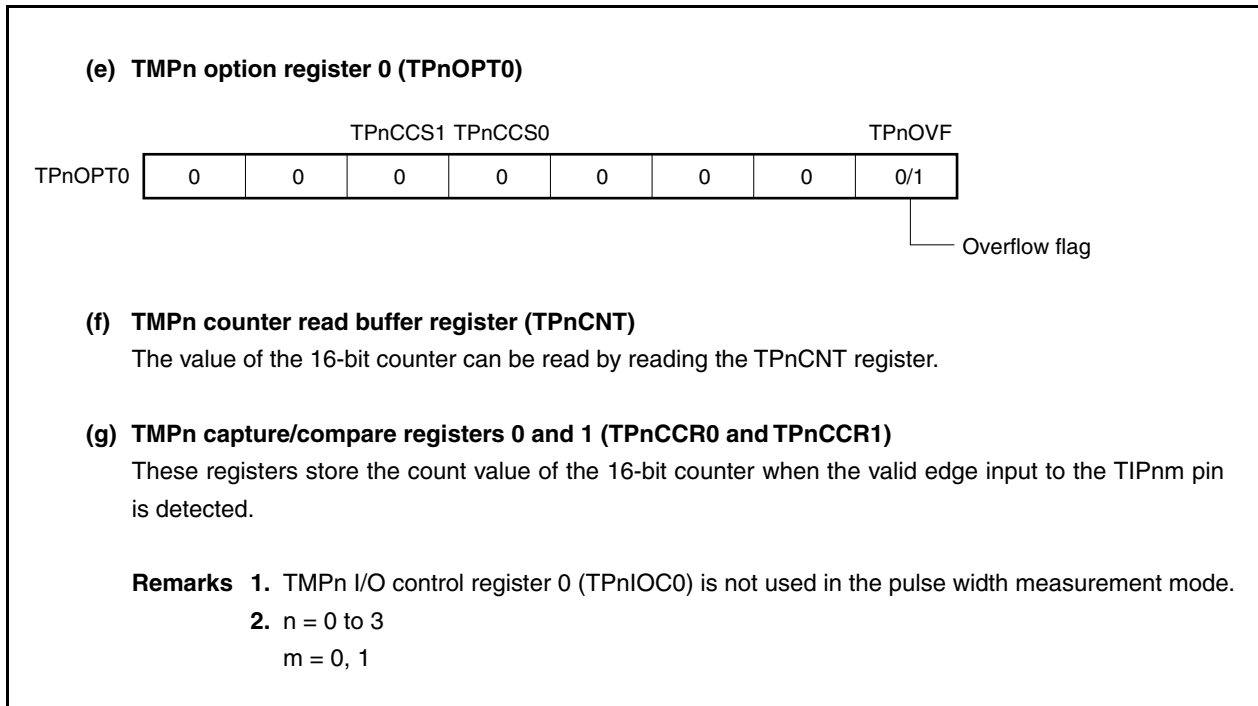 (e) TMPn option register 0 (TPnOPT0)
TPnCCS1 TPnCCS0 TPnOVF
TPnOPT0 0 0 0 0 0 0 0 0/1
Overflow flag
(f) TMPn counter read buffer register (TPnCNT)
The value of the 16-bit counter can be read by reading the TPnCNT register.
(g) TMPn capture/compare registers 0 and 1 (TPnCCR0 and TPnCCR1)
These registers store the count value of the 16-bit counter when the valid edge input to the TIPnm pin
is detected.
Remarks 1. TMPn I/O control register 0 (TPnIOC0) is not used in the pulse width measurement mode.
2. n = 0 to 3
m = 0, 1